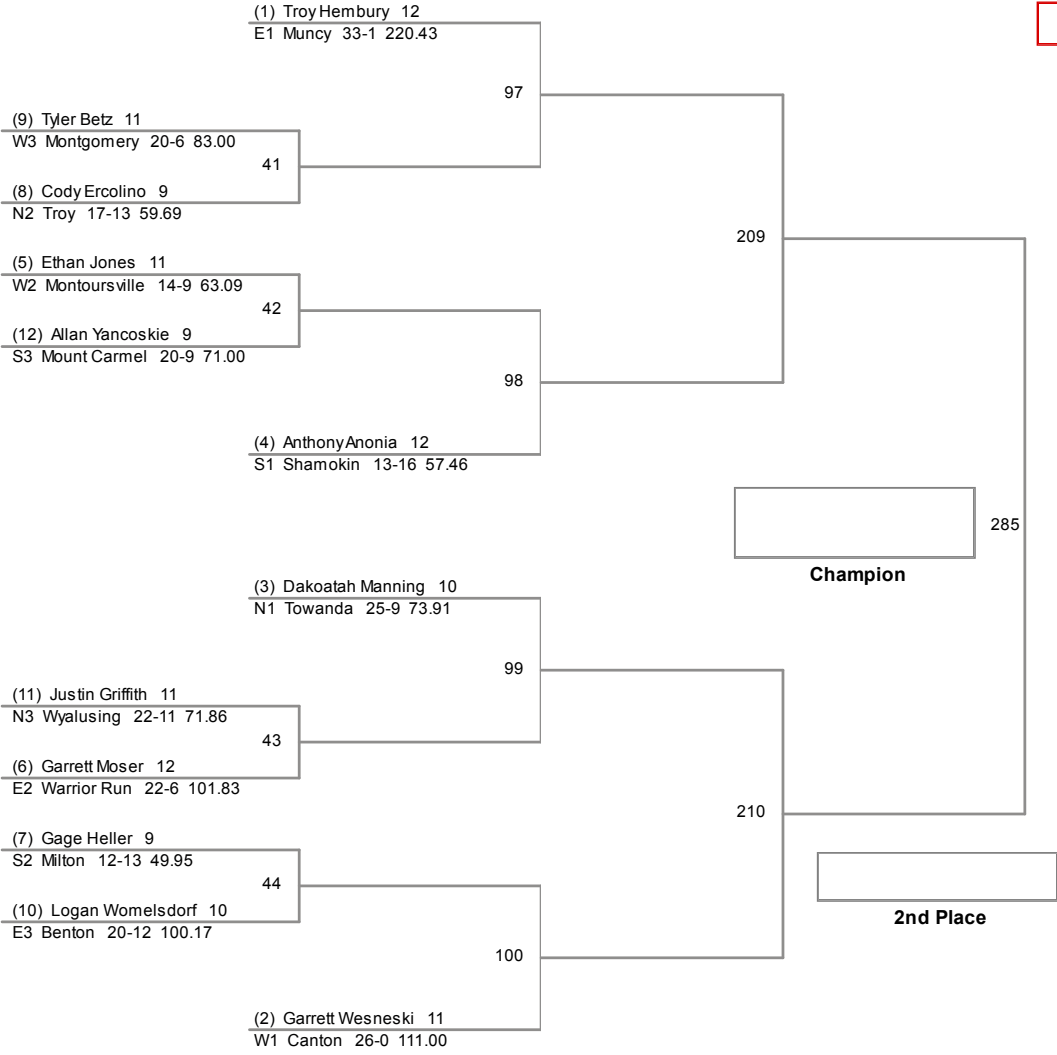 (1) Troy Hembury 12
E1 Muncy 33-1 220.43
97
(9) Tyler Betz 11
W3 Montgomery 20-6 83.00
41
(8) Cody Ercolino 9
N2 Troy 17-13 59.69
209
(5) Ethan Jones 11
W2 Montoursville 14-9 63.09
42
(12) Allan Yancoskie 9
S3 Mount Carmel 20-9 71.00
98
(4) Anthony Anonia 12
S1 Shamokin 13-16 57.46
285
Champion
(3) Dakoatah Manning 10
N1 Towanda 25-9 73.91
99
(11) Justin Griffith 11
N3 Wyalusing 22-11 71.86
43
(6) Garrett Moser 12
E2 Warrior Run 22-6 101.83
210
(7) Gage Heller 9
S2 Milton 12-13 49.95
44
(10) Logan Womelsdorf 10
E3 Benton 20-12 100.17
2nd Place
100
(2) Garrett Wesneski 11
W1 Canton 26-0 111.00